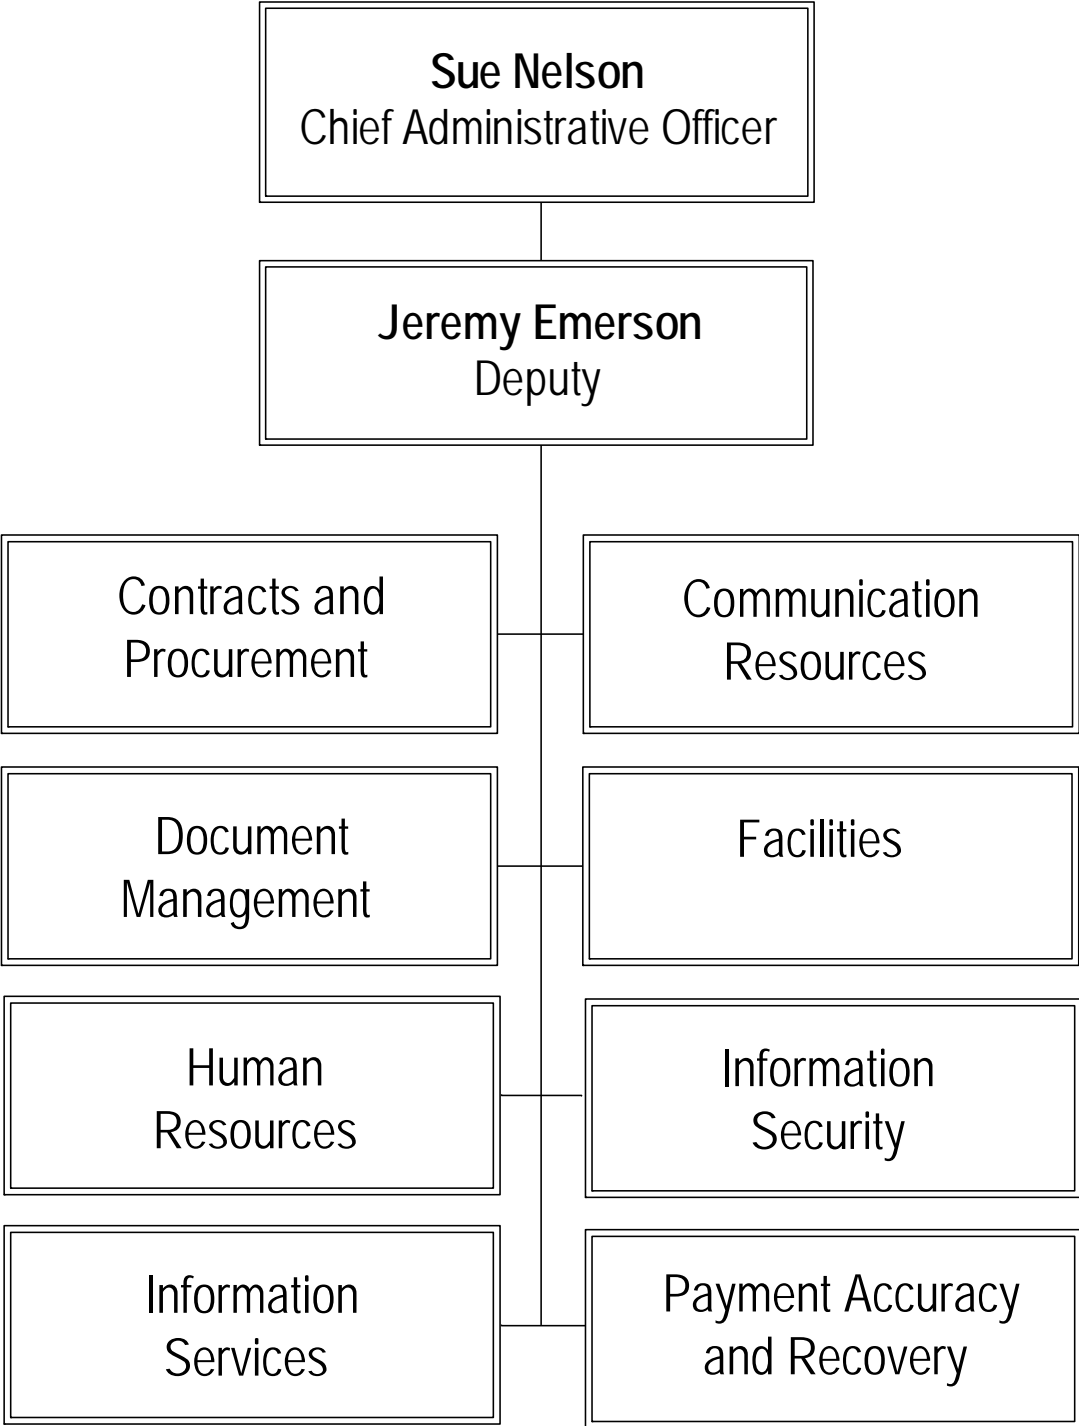 Sue Nelson
Chief Administrative Officer
Jeremy Emerson
Deputy
Contracts and
Procurement
Communication
Resources
Document
Management
Facilities
Human
Resources
Information
Security
Information
Services
Payment Accuracy
and Recovery